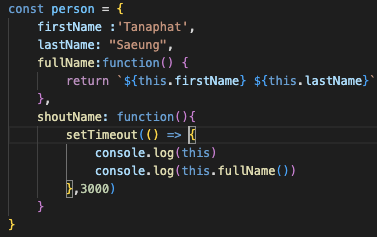 const person = {
    firstName :'Tanaphat',
    lastName: "Saeung",
    fullName:function() {
        return `${this.firstName} ${this.lastName}`
    },
    shoutName: function(){
        setTimeout(() => {
            console.log(this)
            console.log(this.fullName())
        },3000)
    }
}